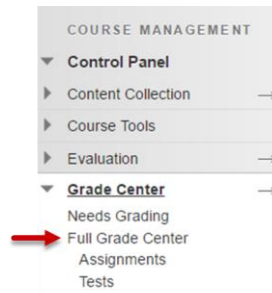 COURSE MANAGEMENT
Control Panel
Content Collection
Course Tools
Evaluation
Grade Center
Needs Grading
Full Grade Center
Assignments
Tests